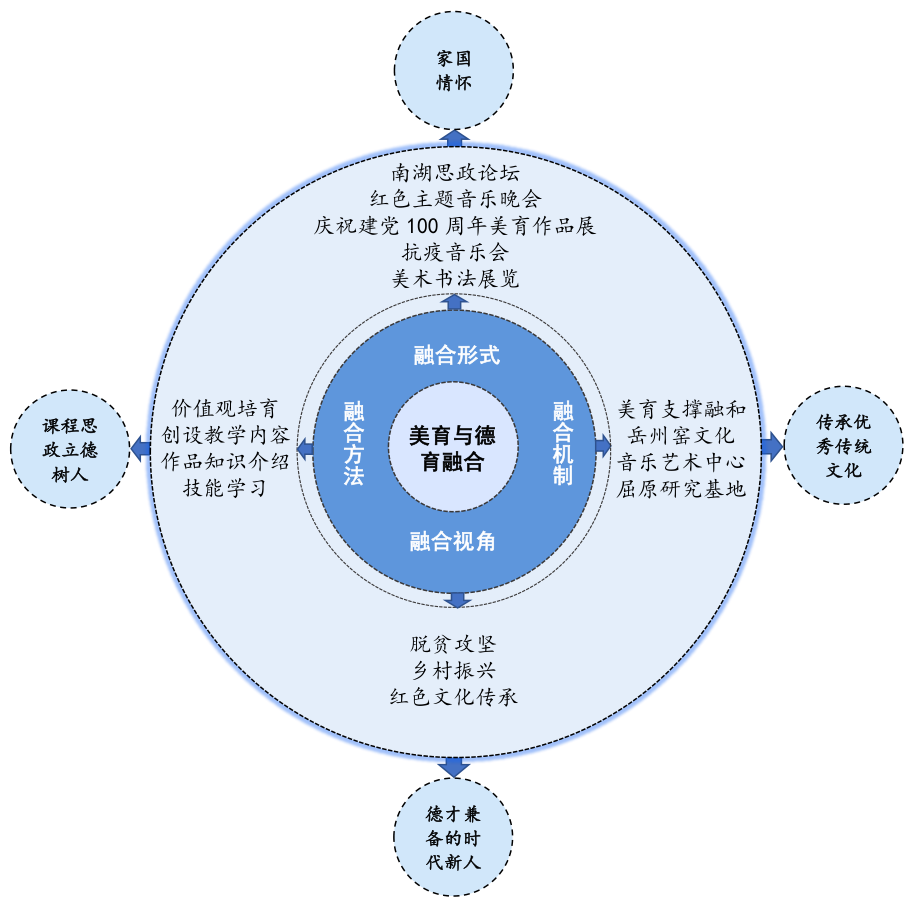 家国
情怀
南湖思政论坛
红色主题音乐晚会
庆祝建党 100 周年美育作品展
抗疫音乐会
美术书法展览
融合形式
课程思
政立德
树人
价值观培育
创设教学内容
作品知识介绍
技能学习
融合方法
美育与德
育融合
融合机制
美育支撑融和
岳州窑文化
音乐艺术中心
屈原研究基地
传承优
秀传统
文化
融合视角
脱贫攻坚
乡村振兴
红色文化传承
德才兼
备的时
代新人